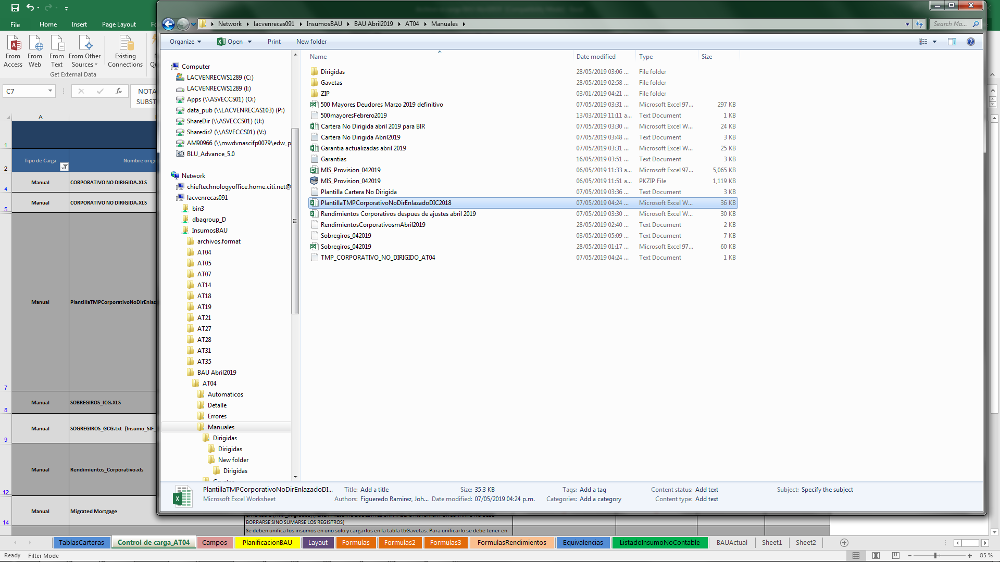 File
Home
Insert
Page Layout
From Access
From Web
From Text
From Other Sources
Existing Connections
Get External Data
C7
fx
NOTA
SUBST
A
1
2
Tipo de Carga
Nombre origi
4
Manual
CORPORATIVO NO DIRIGIDA.XLS
5
Manual
CORPORATIVO NO DIRIGIDA.XLS
7
Manual
PlantillaTMPCorporativoNoDirEnlaz
8
Manual
SOBREGIROS_ICG.XLS
9
Manual
SOGREGIROS_GCG.txt (Insumo_SIF_
12
Manual
Rendimientos_Corporativo.xls
14
Manual
Migrated Mortgage
Network
lacvenrecas091
InsumosBAU
BAU Abril2019
AT04
Manuales
Search Ma...
Organize
Open
Print
New folder
Computer
LACVENRECWS1289 (C:)
LACVENRECWS1289 (I:)
Apps (\\ASVECCS01) (O:)
data_pub (\\LACVENRECAS103) (P:)
ShareDir (\\ASVECCS01) (U:)
Sharedir2 (\\ASVECCS01) (V:)
AM90966 (\\mwdvnascifp0079\edw_p
BLU_Advance_5.0
Network
chieftechnologyoffice.home.citi.net@
lacvenrecas091
bin3
dbagroup_D
InsumosBAU
archivos.format
AT04
AT05
AT07
AT14
AT18
AT19
AT21
AT27
AT28
AT31
AT35
BAU Abril2019
AT04
Automaticos
Detalle
Errores
Manuales
Dirigidas
Dirigidas
New folder
Dirigidas
Name Date modified Type Size
Dirigidas 28/05/2019 03:06 ... File folder
Gavetas 28/05/2019 02:58 ... File folder
ZIP 03/01/2019 04:21 ... File folder
500 Mayores Deudores Marzo 2019 definitivo 07/05/2019 03:31 ... Microsoft Excel 97... 297 KB
500mayoresFebrero2019 13/03/2019 11:11 a... Text Document 1 KB
Cartera No Dirigida abril 2019 para BIR 07/05/2019 03:30 ... Microsoft Excel W... 24 KB
Cartera No Dirigida Abril2019 07/05/2019 03:48 ... Text Document 3 KB
Garantia actualizadas abril 2019 07/05/2019 03:31 ... Microsoft Excel W... 25 KB
Garantias 16/05/2019 03:51 ... Text Document 3 KB
MIS_Provision_042019 06/05/2019 11:33 a... Microsoft Excel 97... 5,065 KB
MIS_Provision_042019 06/05/2019 11:51 a... PKZIP File 1,119 KB
Plantilla Cartera No Dirigida 07/05/2019 03:36 ... Text Document 3 KB
PlantillaTMPCorporativoNoDirEnlazadoDIC2018 07/05/2019 04:24 ... Microsoft Excel W... 36 KB
Rendimientos Corporativos despues de ajustes abril 2019 07/05/2019 03:30 ... Microsoft Excel W... 30 KB
RendimientosCorporativosmAbril2019 28/05/2019 02:40 ... Text Document 2 KB
Sobregiros_042019 03/05/2019 05:09 ... Text Document 7 KB
Sobregiros_042019 28/05/2019 01:17 ... Microsoft Excel 97... 60 KB
TMP_CORPORATIVO_NO_DIRIGIDO_AT04 07/05/2019 04:24 ... Text Document 1 KB
PlantillaTMPCorporativoNoDirEnlazadoDI... Title: Add a title Size: 35.3 KB Tags: Add a tag Content status: Add text Subject: Specify the subject
Microsoft Excel Worksheet Authors: Figueredo Ramirez, Joh... Date modified: 07/05/2019 04:24 p.m. Categories: Add a category Content type: Add text
BORRARSE SINO SUMARSE LOS REGISTROS)
Se deben unifica los insumos en uno solo y cargarlos en la tabla tbGavetas. Para unificarlo se debe tener en
TablasCarteras
Control de carga_AT04
Campos
PlanificacionBAU
Layaut
Formulas
Formulas2
Formulas3
FormulasRendimientos
Equivalencias
ListadoInsumoNoContable
BAUActual
Sheet1
Sheet2
Ready
Filter Mode
85 %